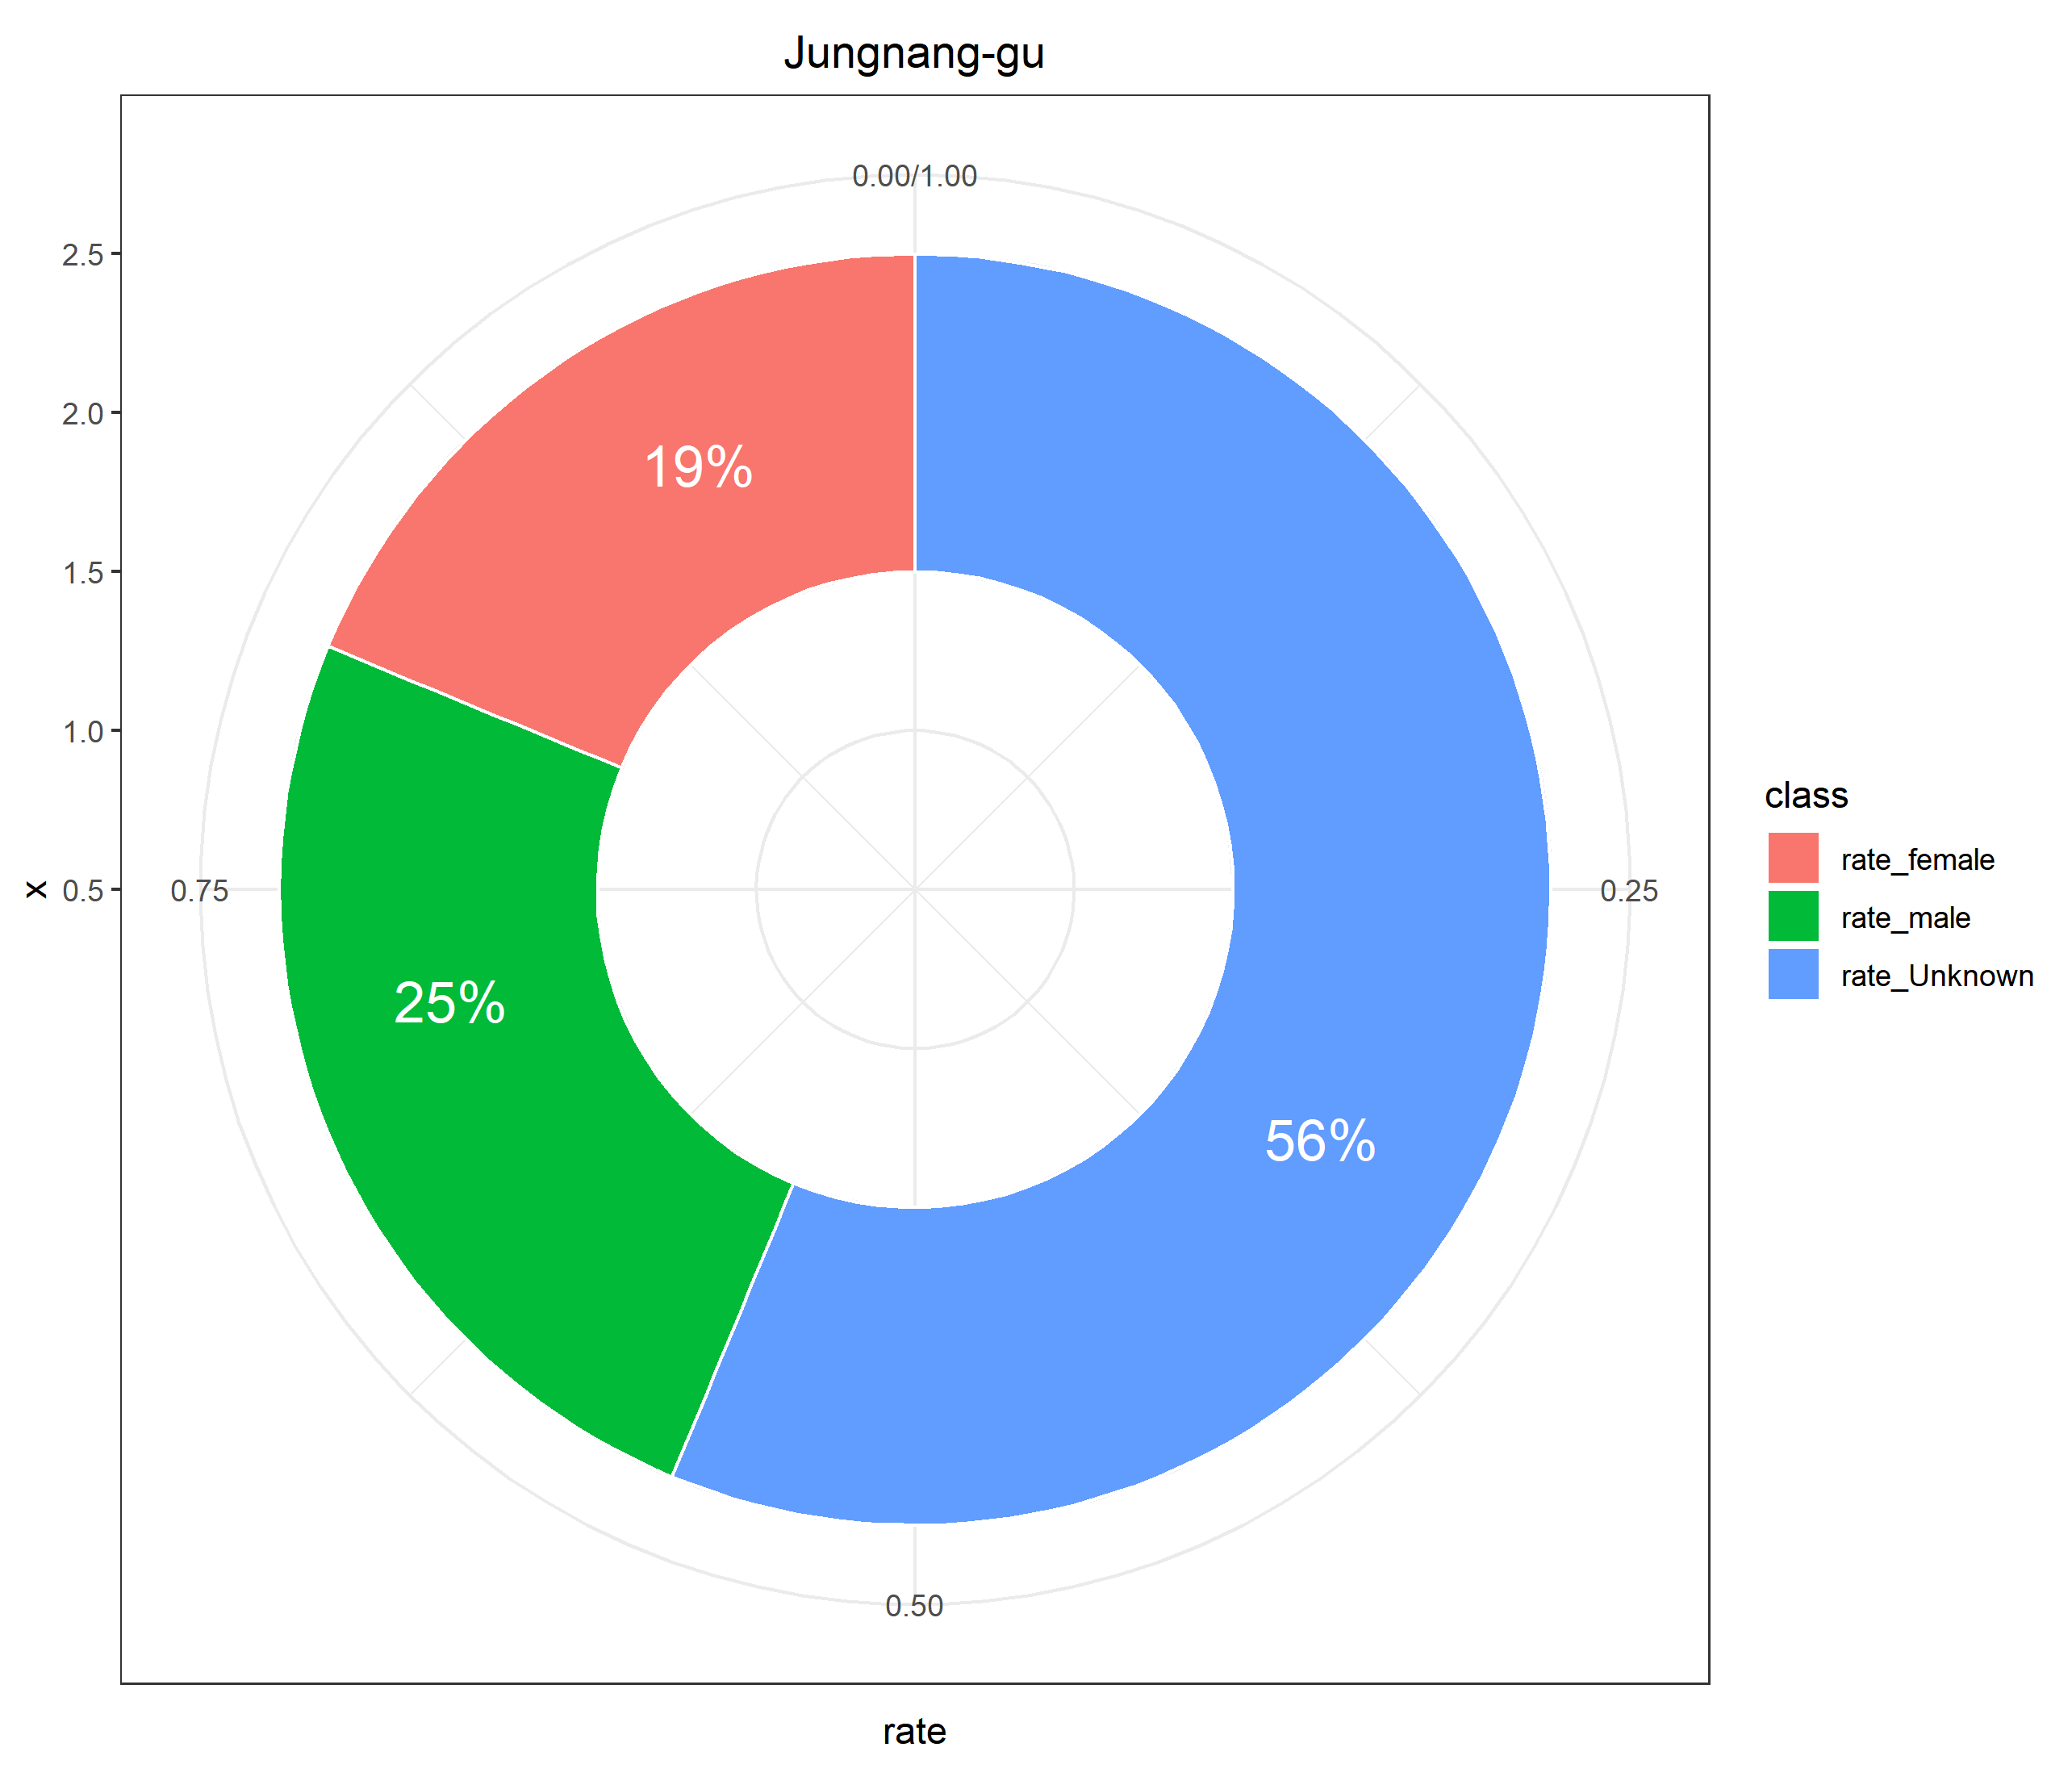 Jungnang-gu
0.00/1.00
2.5
2.0
1.5
1.0
0.5
x
0.75
0.25
0.50
19%
25%
56%
rate
class
rate_female
rate_male
rate_Unknown